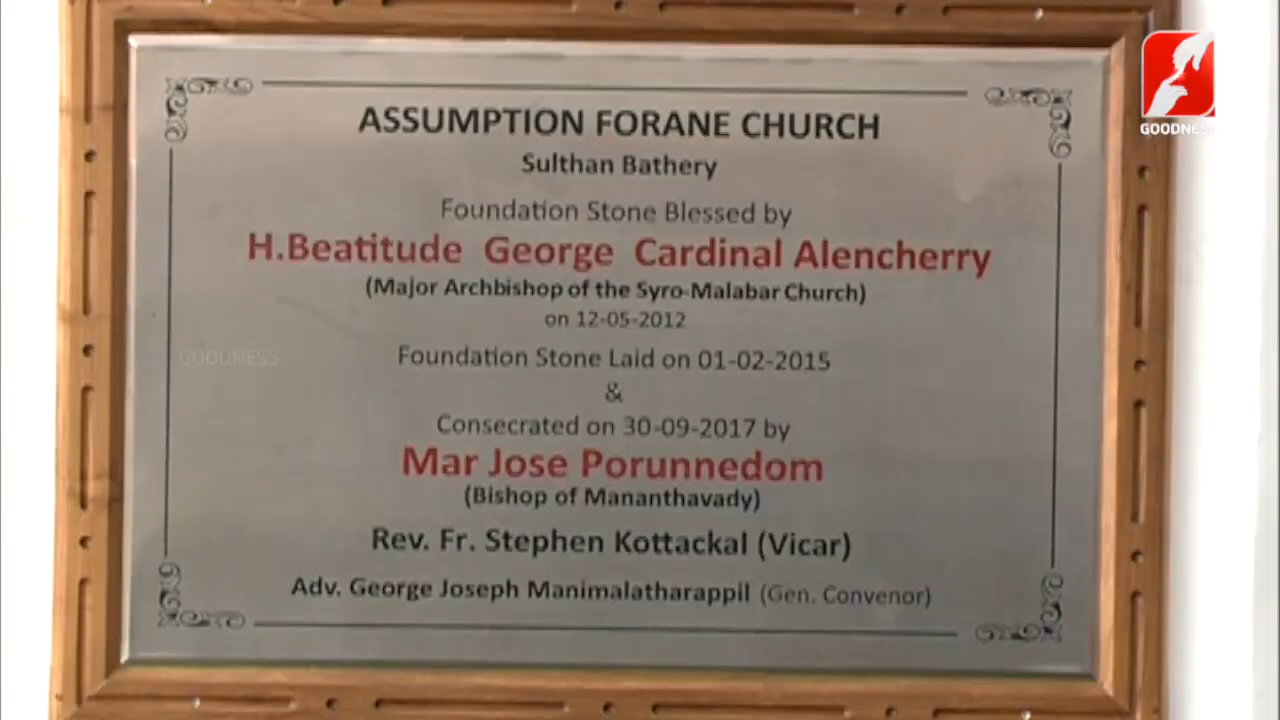 ASSUMPTION FORANE CHURCH
Sulthan Bathery
Foundation Stone Blessed by
H.Beatitude George Cardinal Alencherry
(Major Archbishop of the Syro-Malabar Church)
on 12-05-2012
Foundation Stone Laid on 01-02-2015
&
Consecrated on 30-09-2017 by
Mar Jose Porunnedom
(Bishop of Mananthavady)
Rev. Fr. Stephen Kottackal (Vicar)
Adv. George Joseph Manimalatharappil (Gen. Convenor)
GOODNESS
GOODNESS